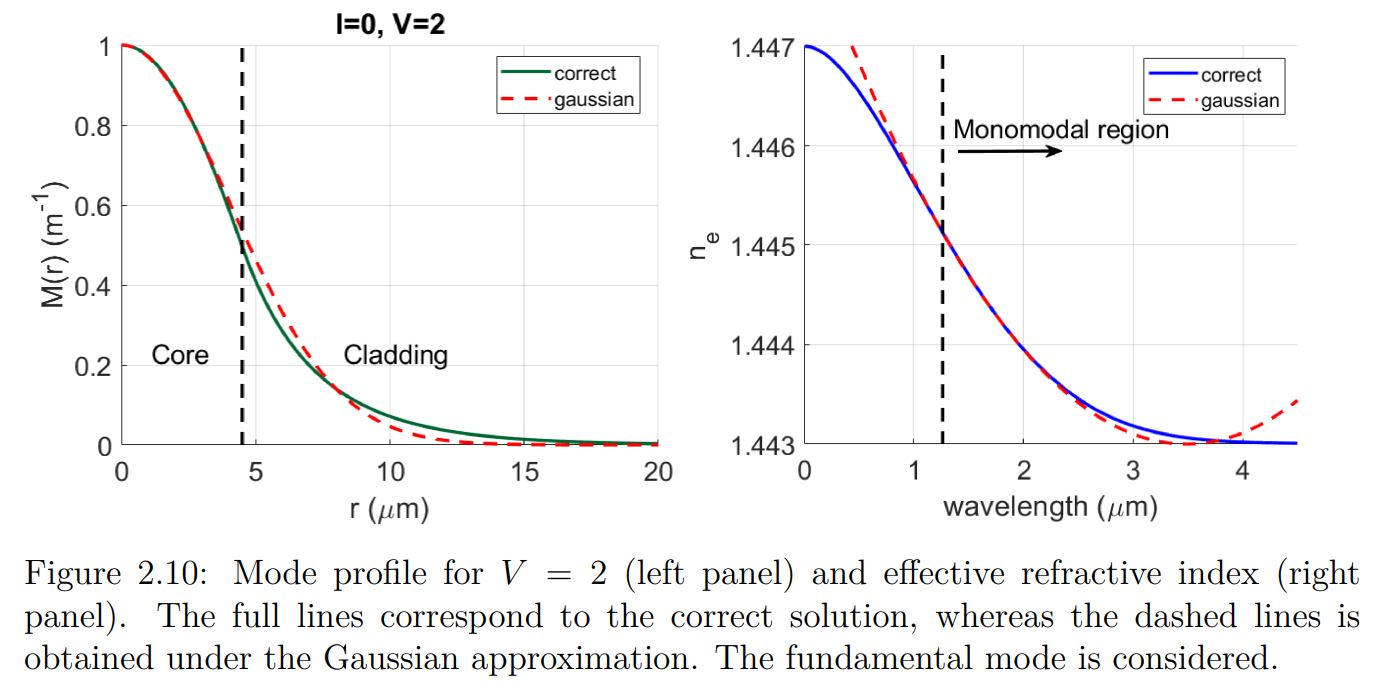 l=0, V=2
1
0.8
0.6
0.4
0.2
0
M(r) (m⁻¹)
correct
gaussian
Core
Cladding
0
5
10
15
20
r (μm)
1.447
1.446
1.445
1.444
1.443
nₑ
correct
gaussian
Monomodal region
0
1
2
3
4
wavelength (μm)
Figure 2.10: Mode profile for V = 2 (left panel) and effective refractive index (right
panel). The full lines correspond to the correct solution, whereas the dashed lines is
obtained under the Gaussian approximation. The fundamental mode is considered.